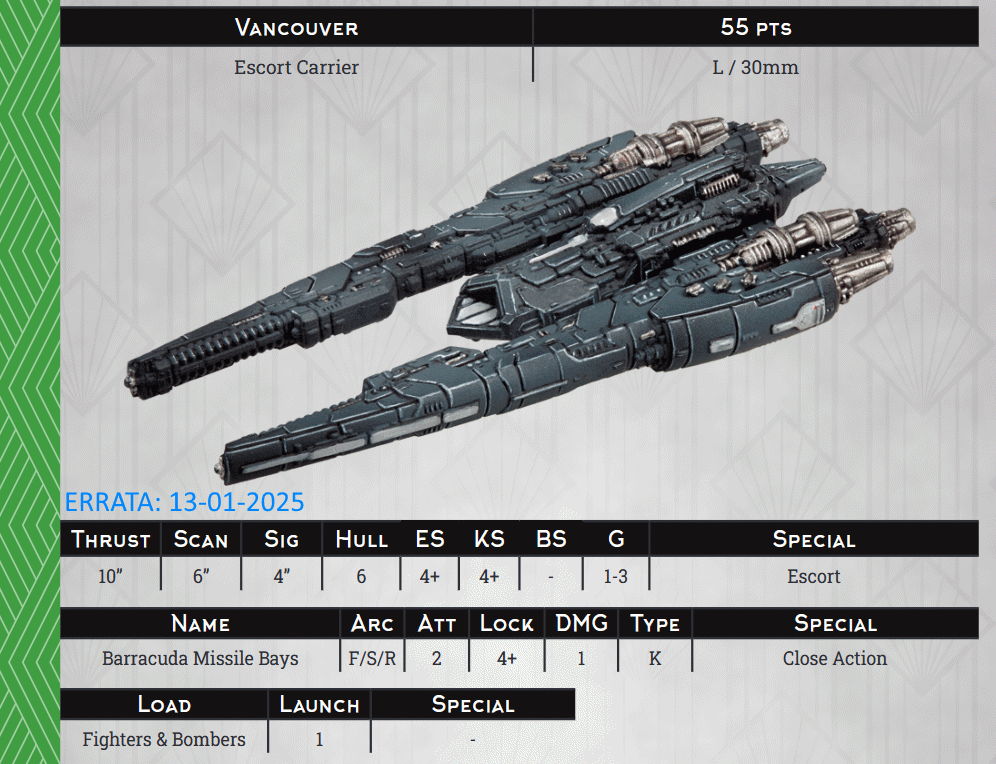 Vancouver 55 pts
Escort Carrier L / 30mm
ERRATA: 13-01-2025
Thrust Scan Sig Hull ES KS BS G Special
10” 6” 4” 6 4+ 4+ - 1-3 Escort
Name Arc Att Lock DMG Type Special
Barracuda Missile Bays F/S/R 2 4+ 1 K Close Action
Load Launch Special
Fighters & Bombers 1 -